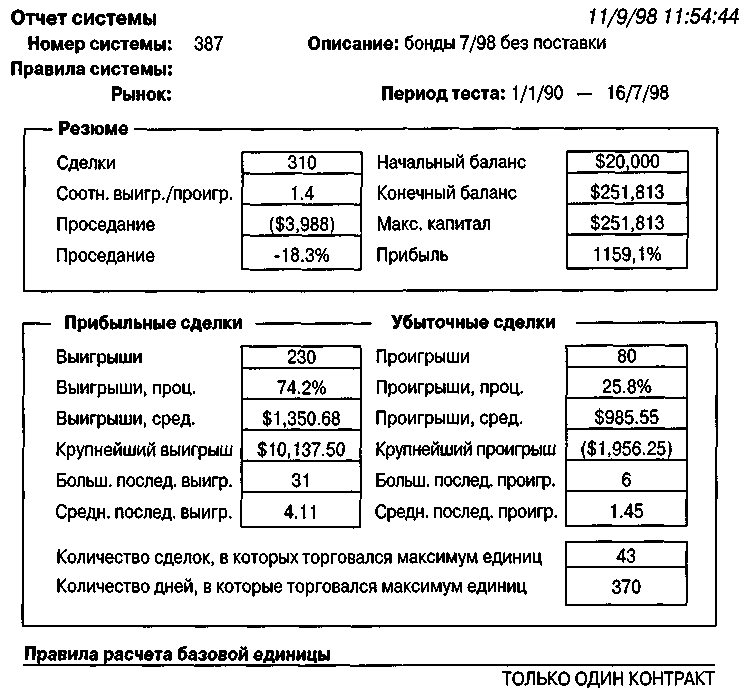 Отчет системы 11/9/98 11:54:44
Номер системы: 387 Описание: бонды 7/98 без поставки
Правила системы:
Рынок: Период теста: 1/1/90 — 16/7/98
Резюме
Сделки 310 Начальный баланс $20,000
Соотн. выигр./проигр. 1.4 Конечный баланс $251,813
Проседание ($3,988) Макс. капитал $251,813
Проседание -18.3% Прибыль 1159,1%
Прибыльные сделки Убыточные сделки
Выигрыши 230 Проигрыши 80
Выигрыши, проц. 74.2% Проигрыши, проц. 25.8%
Выигрыши, сред. $1,350.68 Проигрыши, сред. $985.55
Крупнейший выигрыш $10,137.50 Крупнейший проигрыш ($1,956.25)
Больш. послед. выигр. 31 Больш. послед. проигр. 6
Средн. послед. выигр. 4.11 Средн. послед. проигр. 1.45
Количество сделок, в которых торговался максимум единиц 43
Количество дней, в которые торговался максимум единиц 370
Правила расчета базовой единицы
ТОЛЬКО ОДИН КОНТРАКТ